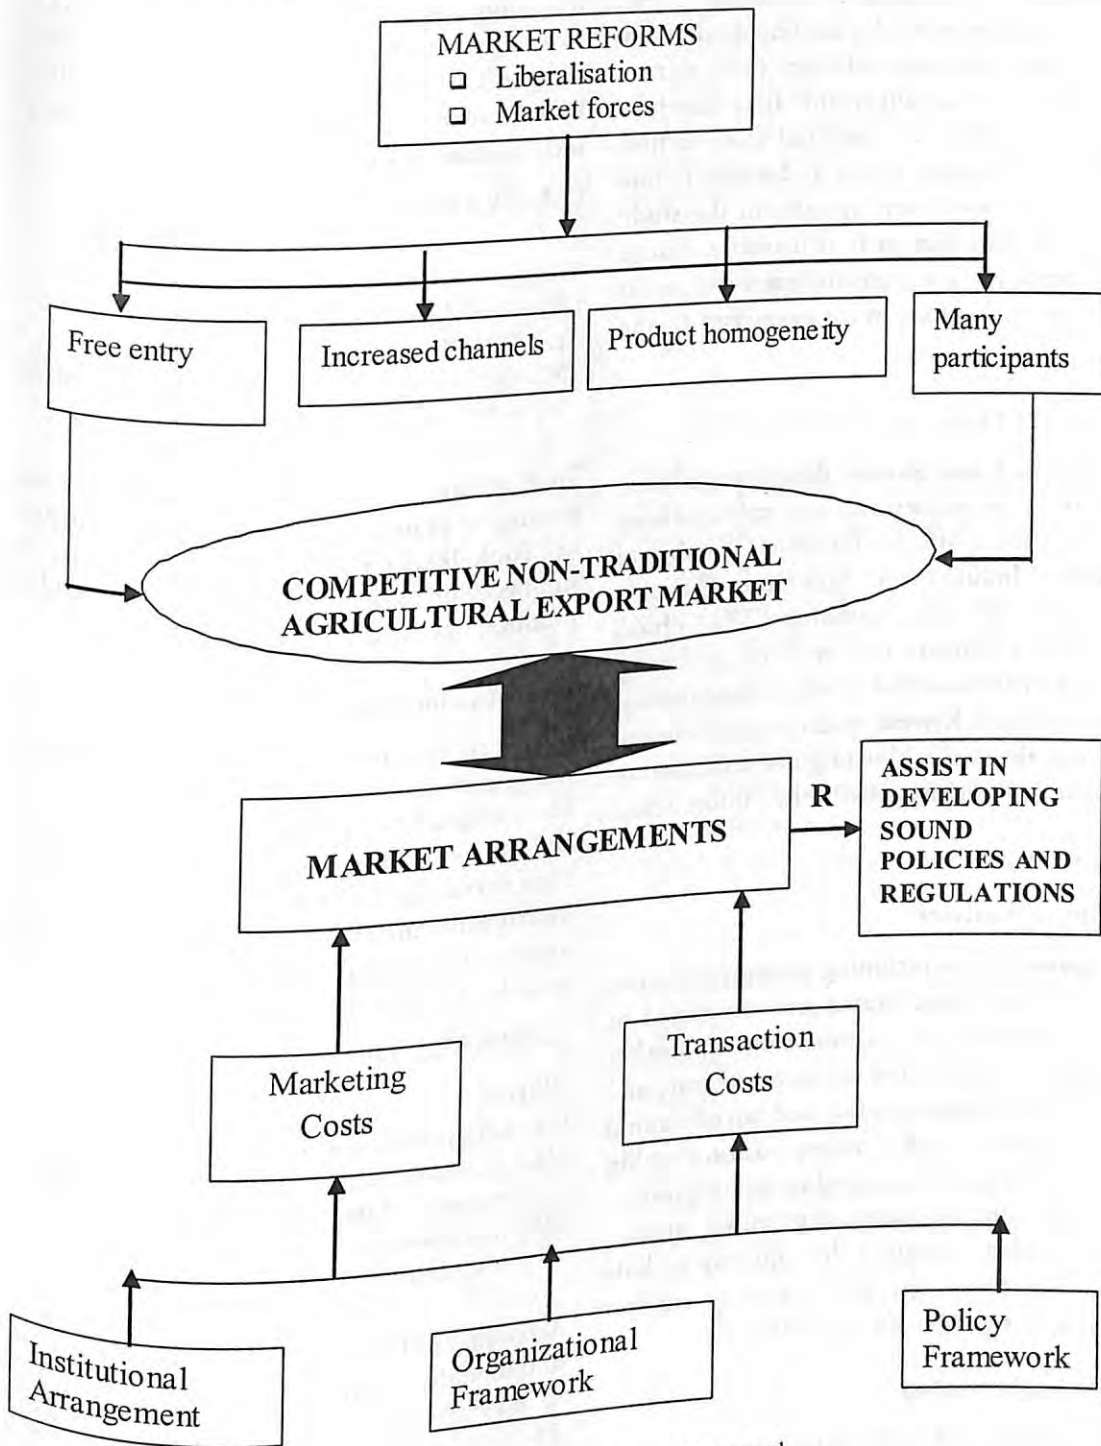 MARKET REFORMS
❑ Liberalisation
❑ Market forces
Free entry
Increased channels
Product homogeneity
Many
participants
COMPETITIVE NON-TRADITIONAL
AGRICULTURAL EXPORT MARKET
MARKET ARRANGEMENTS
R
ASSIST IN
DEVELOPING
SOUND
POLICIES AND
REGULATIONS
Marketing
Costs
Transaction
Costs
Institutional
Arrangement
Organizational
Framework
Policy
Framework